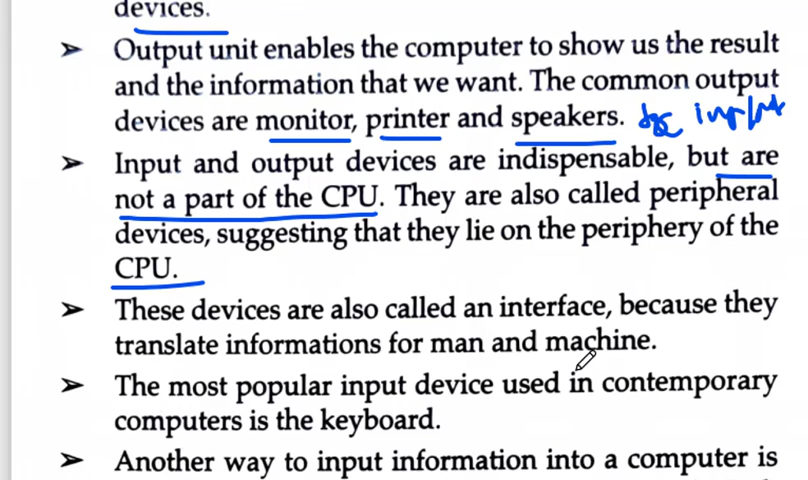 devices.
➤ Output unit enables the computer to show us the result
and the information that we want. The common output
devices are monitor, printer and speakers.
➤ Input and output devices are indispensable, but are
not a part of the CPU. They are also called peripheral
devices, suggesting that they lie on the periphery of the
CPU.
➤ These devices are also called an interface, because they
translate informations for man and machine.
➤ The most popular input device used in contemporary
computers is the keyboard.
➤ Another way to input information into a computer is